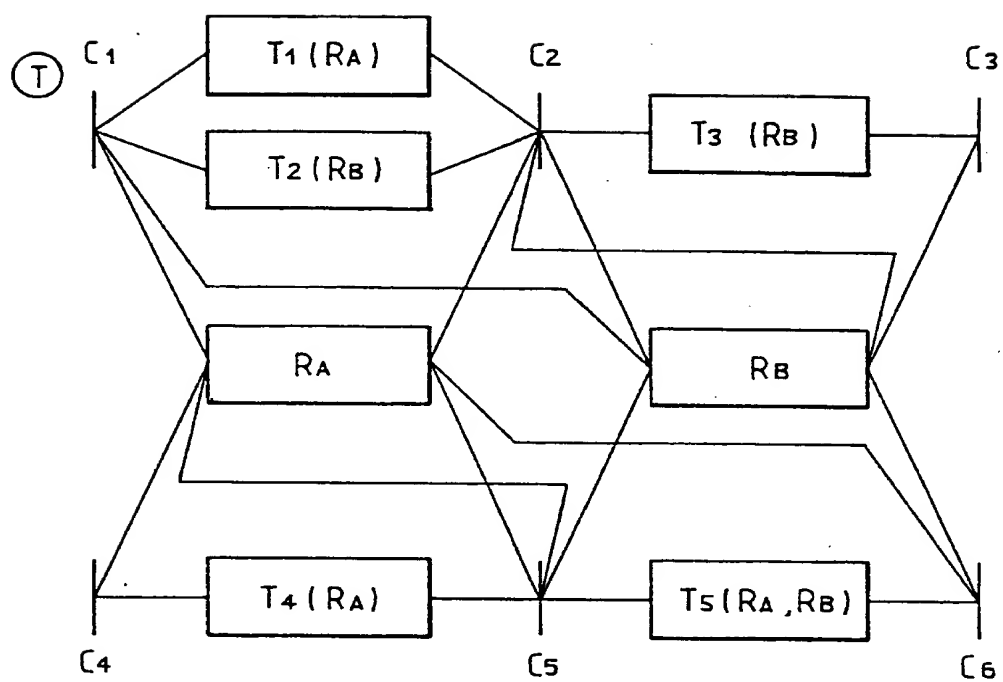 T
C1
T1 (RA)
C2
C3
T2 (RB)
T3 (RB)
RA
RB
T4 (RA)
T5 (RA, RB)
C4
C5
C6